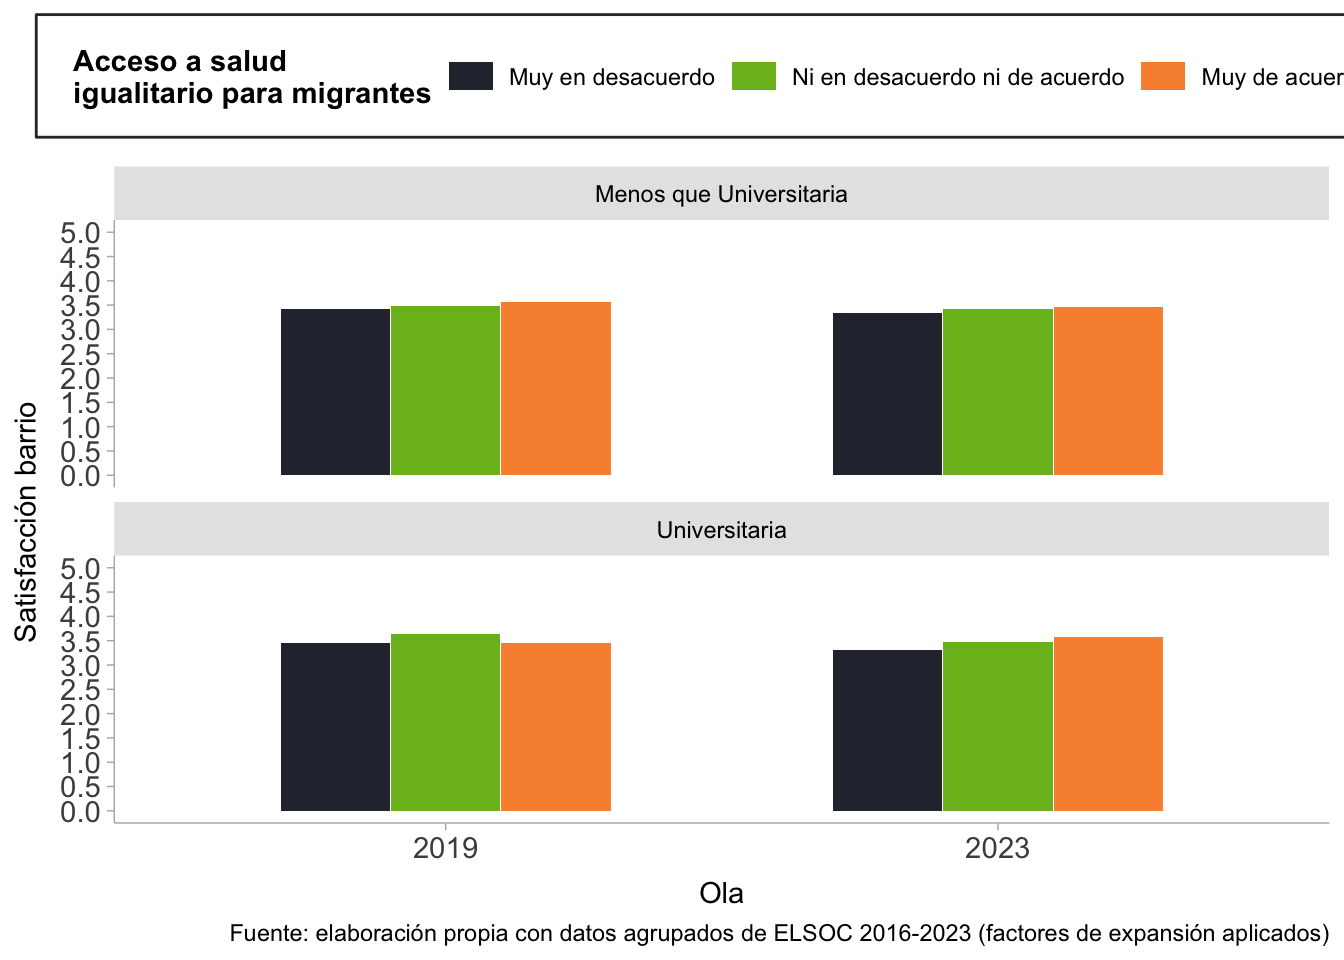 Acceso a salud
igualitario para migrantes
Muy en desacuerdo
Ni en desacuerdo ni de acuerdo
Muy de acuer
Menos que Universitaria
5.0
4.5
4.0
3.5
3.0
2.5
2.0
1.5
1.0
0.5
0.0
Satisfacción barrio
Universitaria
5.0
4.5
4.0
3.5
3.0
2.5
2.0
1.5
1.0
0.5
0.0
2019
2023
Ola
Fuente: elaboración propia con datos agrupados de ELSOC 2016-2023 (factores de expansión aplicados)